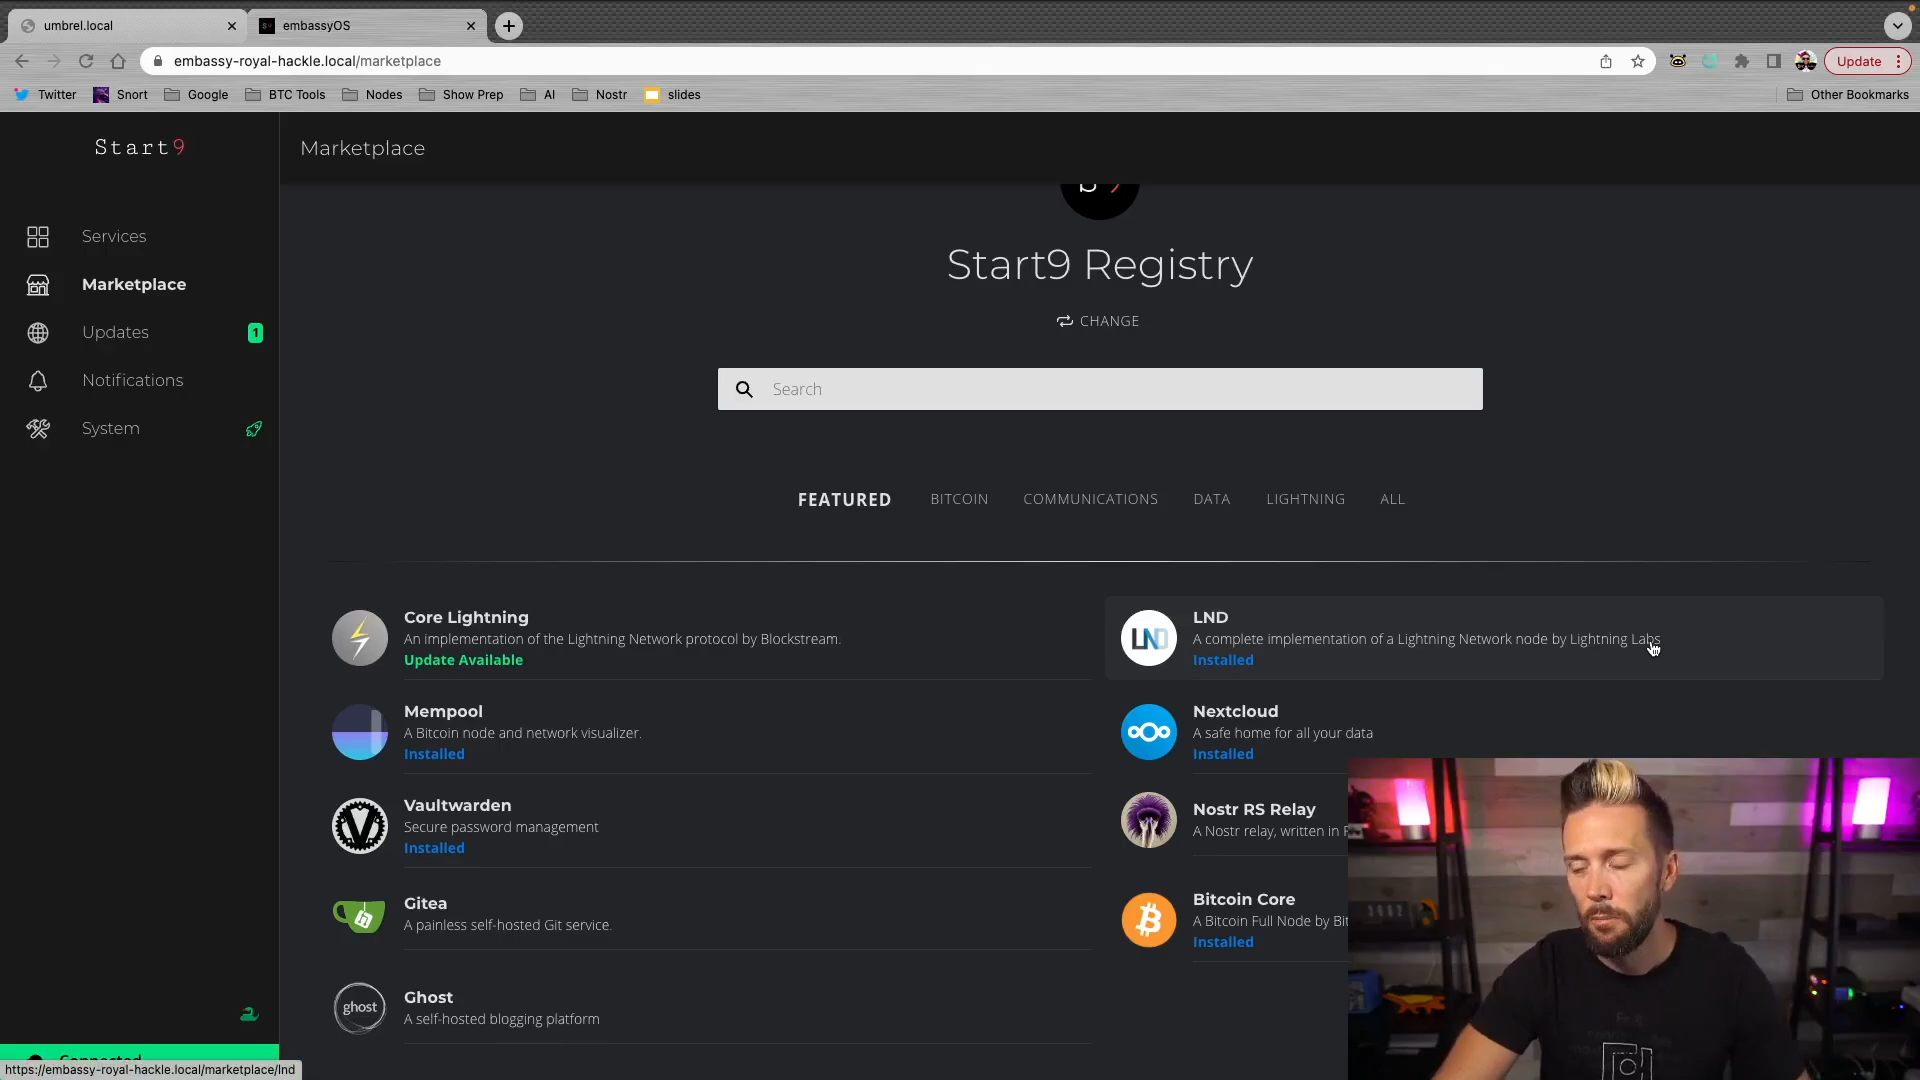 umbrel.local
embassyOS
embassy-royal-hackle.local/marketplace
Update
Twitter
Snort
Google
BTC Tools
Nodes
Show Prep
AI
Nostr
slides
Other Bookmarks
Start9
Marketplace
Services
Marketplace
Updates
1
Notifications
System
Start9 Registry
CHANGE
Search
FEATURED
BITCOIN
COMMUNICATIONS
DATA
LIGHTNING
ALL
Core Lightning
An implementation of the Lightning Network protocol by Blockstream.
Update Available
LND
LND
A complete implementation of a Lightning Network node by Lightning Labs
Installed
Mempool
A Bitcoin node and network visualizer.
Installed
Nextcloud
A safe home for all your data
Installed
Vaultwarden
Secure password management
Installed
Nostr RS Relay
A Nostr relay, written in
Gitea
A painless self-hosted Git service.
Bitcoin Core
A Bitcoin Full Node by
Installed
ghost
Ghost
A self-hosted blogging platform
Connected
https://embassy-royal-hackle.local/marketplace/lnd